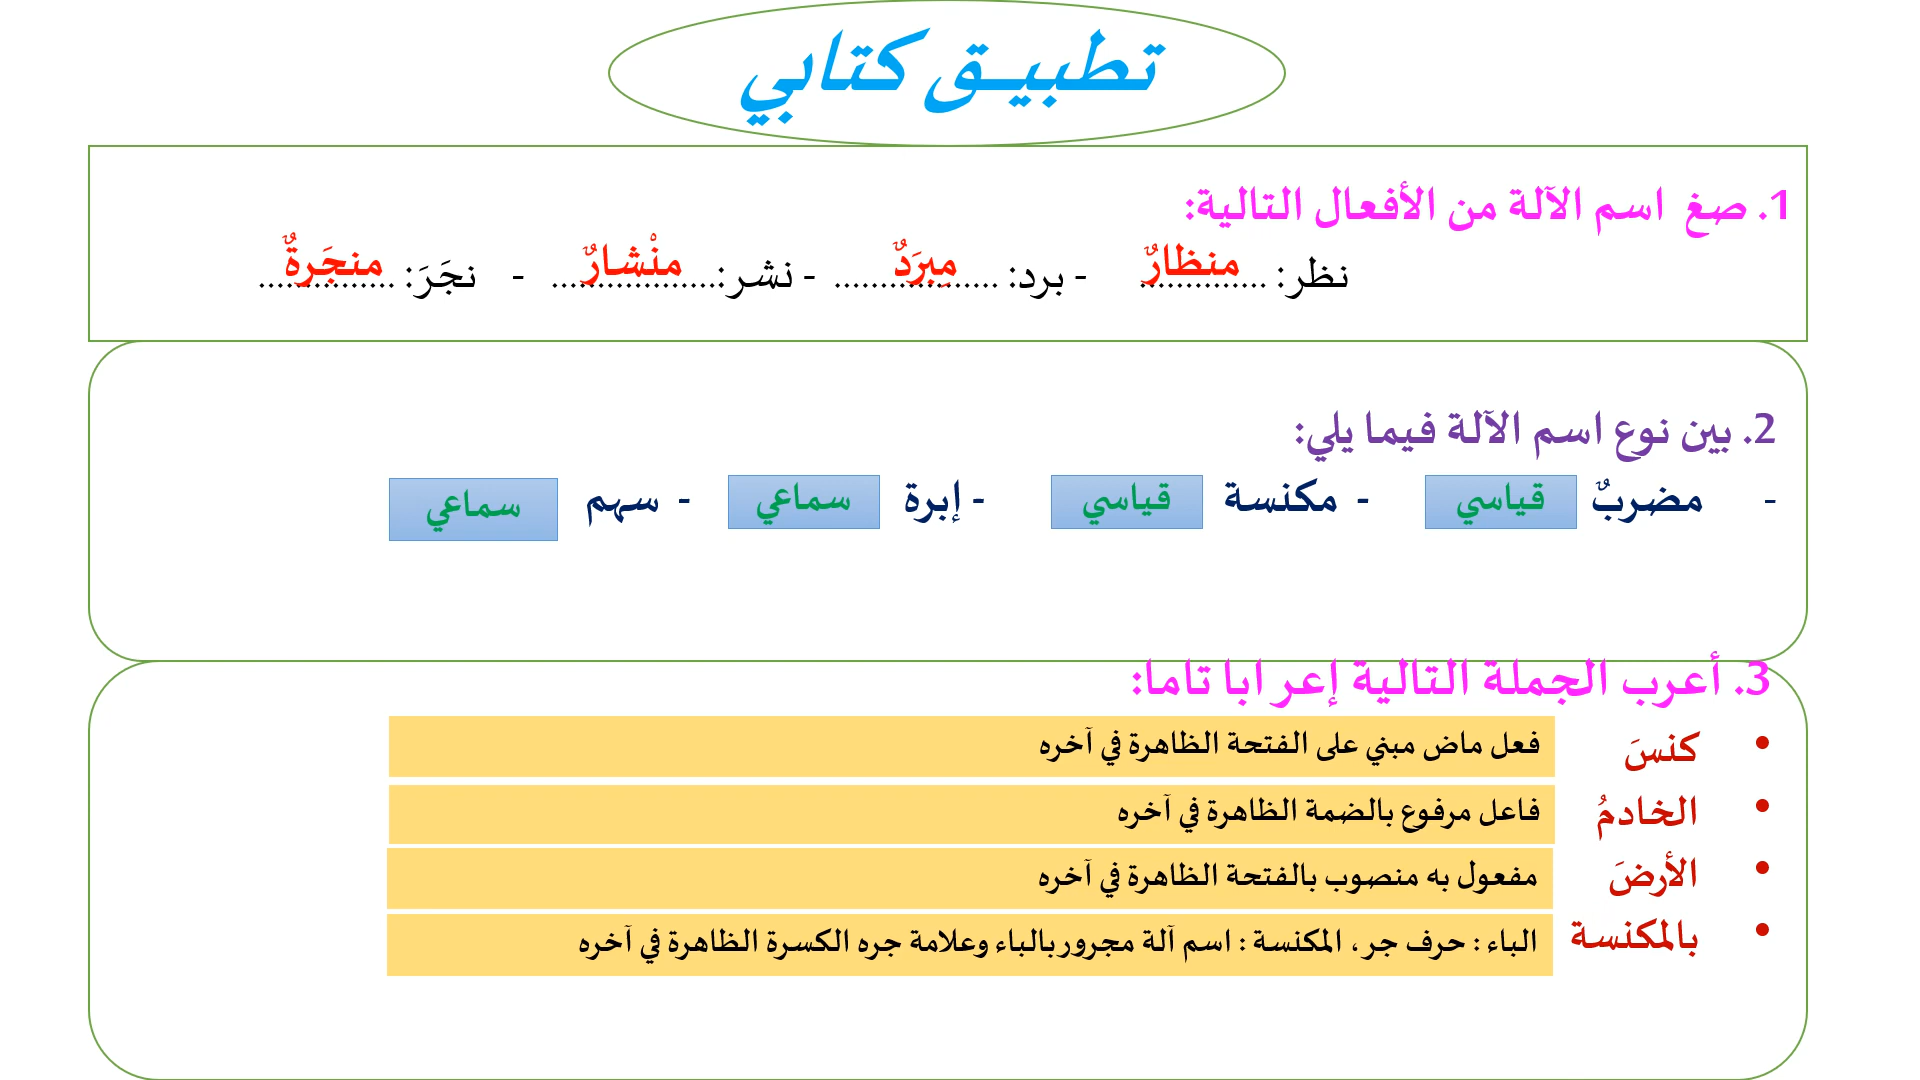 تطبيق كتابي
1. صغ اسم الآلة من الأفعال التالية:
نظر: منظارٌ - برد: مِبرَدٌ - نشر: منْشارٌ - نجَرَ: منجَرةٌ
2. بين نوع اسم الآلة فيما يلي:
- مضربٌ قياسي - مكنسة قياسي - إبرة سماعي - سهم سماعي
3. أعرب الجملة التالية إعر ابا تاما:
• كنسَ فعل ماض مبني على الفتحة الظاهرة في آخره
• الخادمُ فاعل مرفوع بالضمة الظاهرة في آخره
• الأرضَ مفعول به منصوب بالفتحة الظاهرة في آخره
• بالمكنسة الباء : حرف جر ، المكنسة : اسم آلة مجرور بالباء وعلامة جره الكسرة الظاهرة في آخره